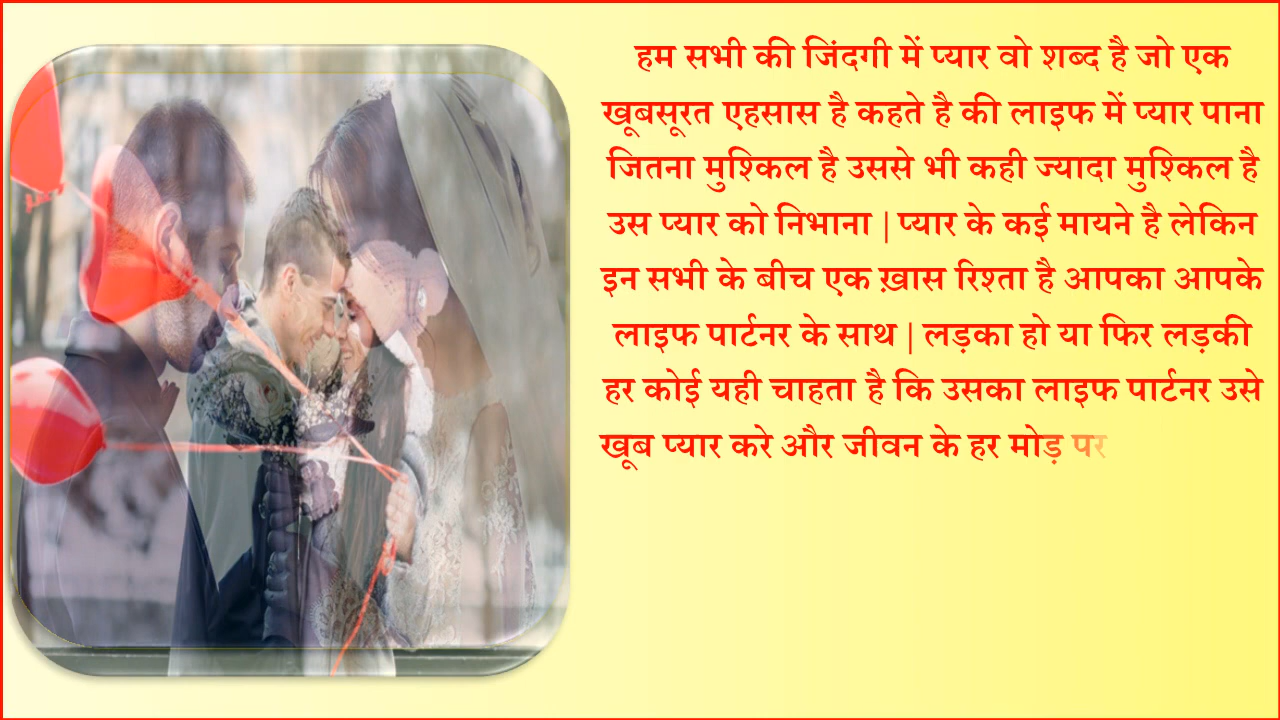 हम सभी की जिंदगी में प्यार वो शब्द है जो एक
खूबसूरत एहसास है कहते है की लाइफ में प्यार पाना
जितना मुश्किल है उससे भी कही ज्यादा मुश्किल है
उस प्यार को निभाना | प्यार के कई मायने है लेकिन
इन सभी के बीच एक ख़ास रिश्ता है आपका आपके
लाइफ पार्टनर के साथ | लड़का हो या फिर लड़की
हर कोई यही चाहता है कि उसका लाइफ पार्टनर उसे
खूब प्यार करे और जीवन के हर मोड़ पर